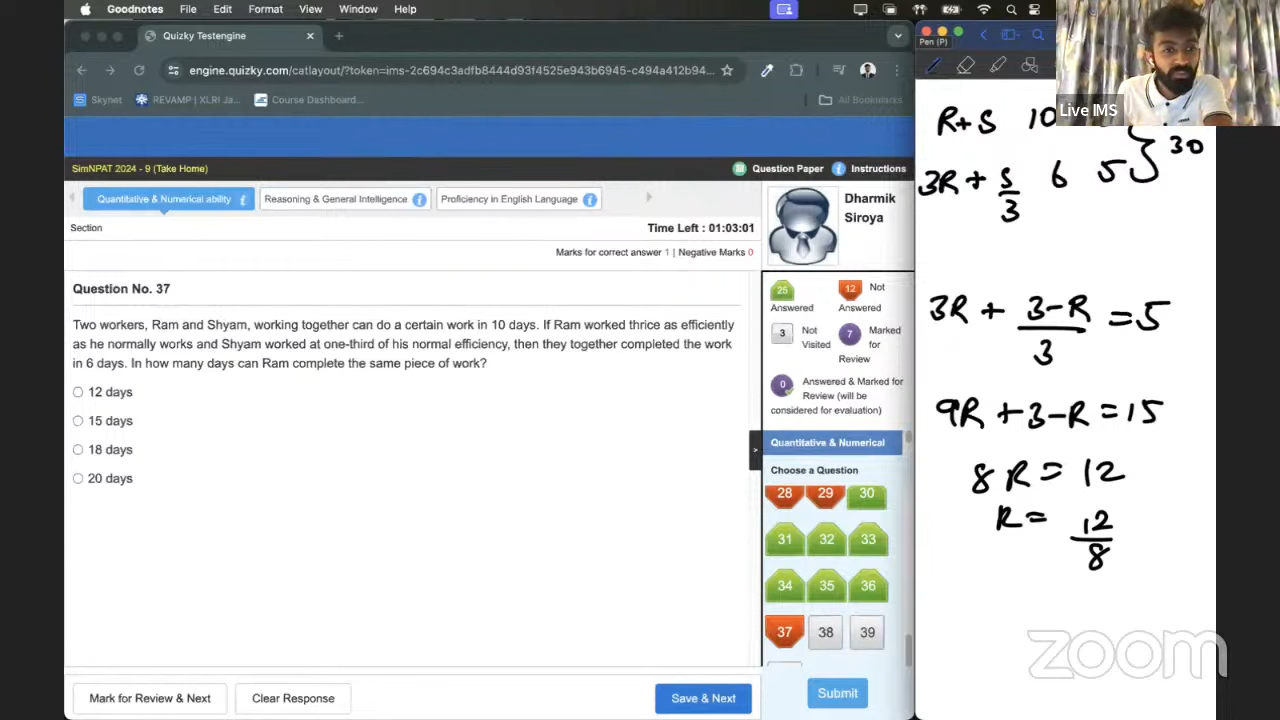 Goodnotes File Edit Format View Insert Window Help
Quizky Testengine
engine.quizky.com/catlayout/?token=ims-2c694c3adfb8444d93f4525e943b6945-c494a412b94...
Skynet REVAMP | XLRI Ja... Course Dashboard... All Bookmarks
SimNPAT 2024 - 9 (Take Home) Question Paper Instructions
Quantitative & Numerical ability Reasoning & General Intelligence Proficiency in English Language
Section Time Left : 01:03:01
Marks for correct answer 1 | Negative Marks 0
Question No. 37
Two workers, Ram and Shyam, working together can do a certain work in 10 days. If Ram worked thrice as efficiently
as he normally works and Shyam worked at one-third of his normal efficiency, then they together completed the work
in 6 days. In how many days can Ram complete the same piece of work?
12 days
15 days
18 days
20 days
Mark for Review & Next Clear Response Save & Next
Dharmik
Siroya
25 Answered
12 Not Answered
3 Not Visited
7 Marked for Review
0 Answered & Marked for
Review (will be
considered for evaluation)
Quantitative & Numerical
Choose a Question
28 29 30
31 32 33
34 35 36
37 38 39
Submit
Pen (P)
Live IMS
R+S 10
30
3R + S/3 6 5
3R + 3-R/3 = 5
9R + 3-R = 15
8R = 12
R = 12/8
zoom